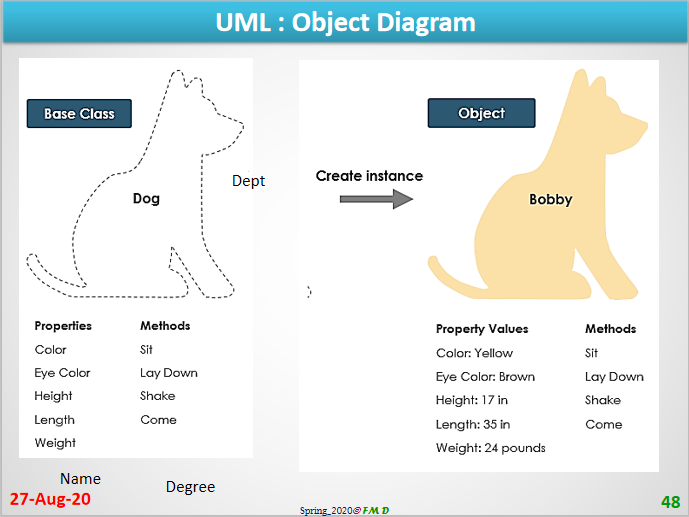 UML : Object Diagram
Base Class
Dog
Dept
Properties Methods
Color Sit
Eye Color Lay Down
Height Shake
Length Come
Weight
Create instance
Object
Bobby
Property Values Methods
Color: Yellow Sit
Eye Color: Brown Lay Down
Height: 17 in Shake
Length: 35 in Come
Weight: 24 pounds
Name
Degree
27-Aug-20
Spring_2020@FMD
48